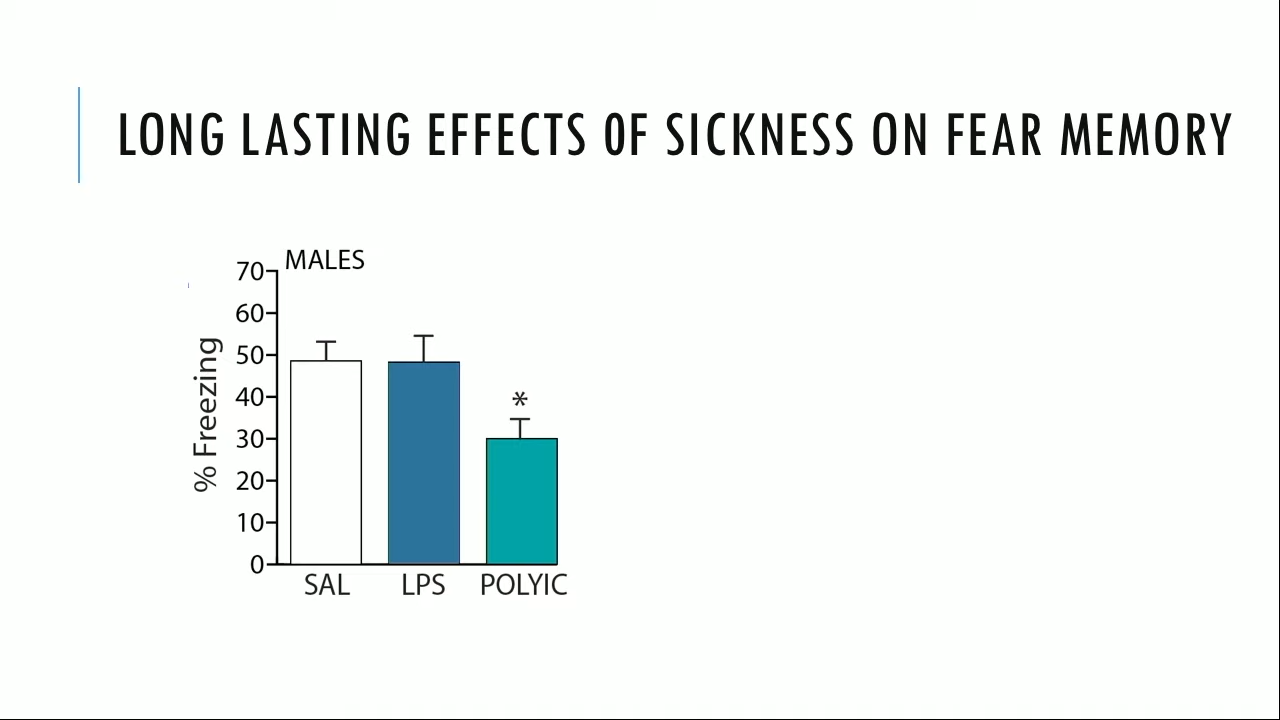 LONG LASTING EFFECTS 0F SICKNESS ON FEAR MEMORY
MALES
70
60
50
40
30
20
10
0
% Freezing
*
SAL LPS POLYIC